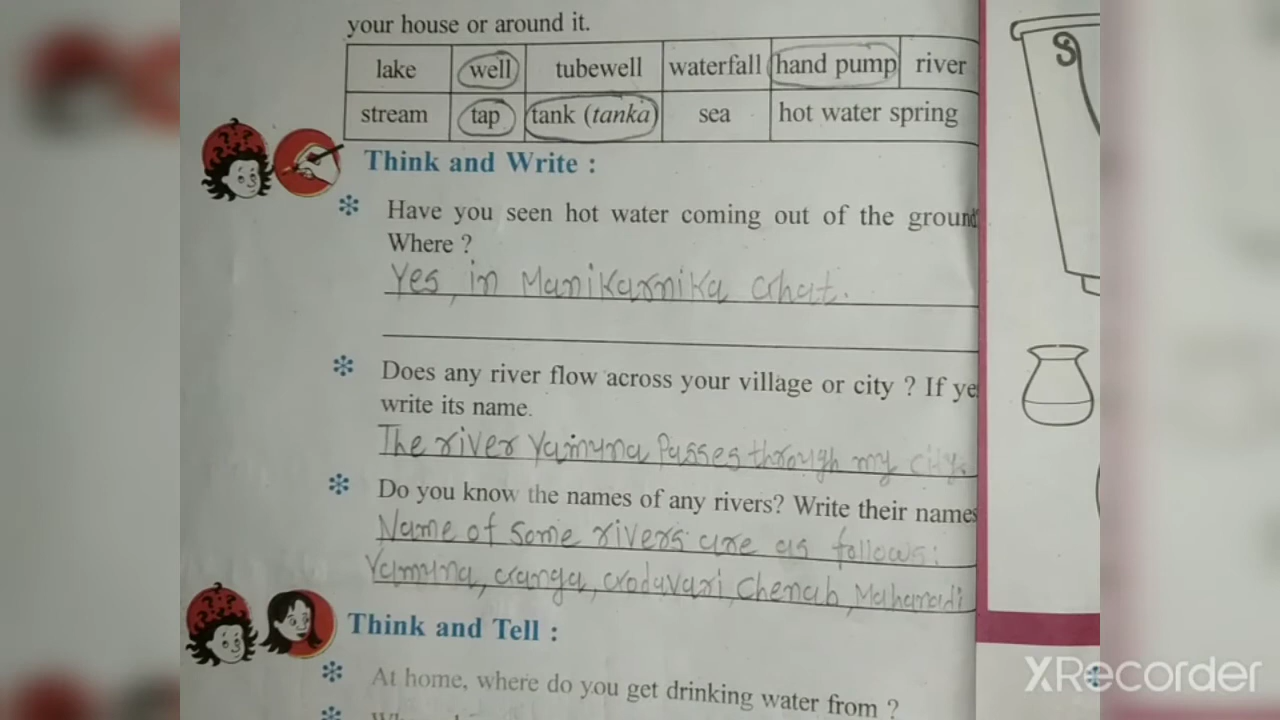 your house or around it.
lake well tubewell waterfall hand pump river
stream tap tank (tanka) sea hot water spring
Think and Write :
Have you seen hot water coming out of the ground
Where ?
Yes, in Manikarnika Ghat.
Does any river flow across your village or city ? If ye
write its name.
The river Yamuna Passes through my city.
Do you know the names of any rivers? Write their names
Name of some rivers are as follows:
Yamuna, Ganga, Godavari, Chenab, Mahanadi
Think and Tell :
At home, where do you get drinking water from ?
XRecorder